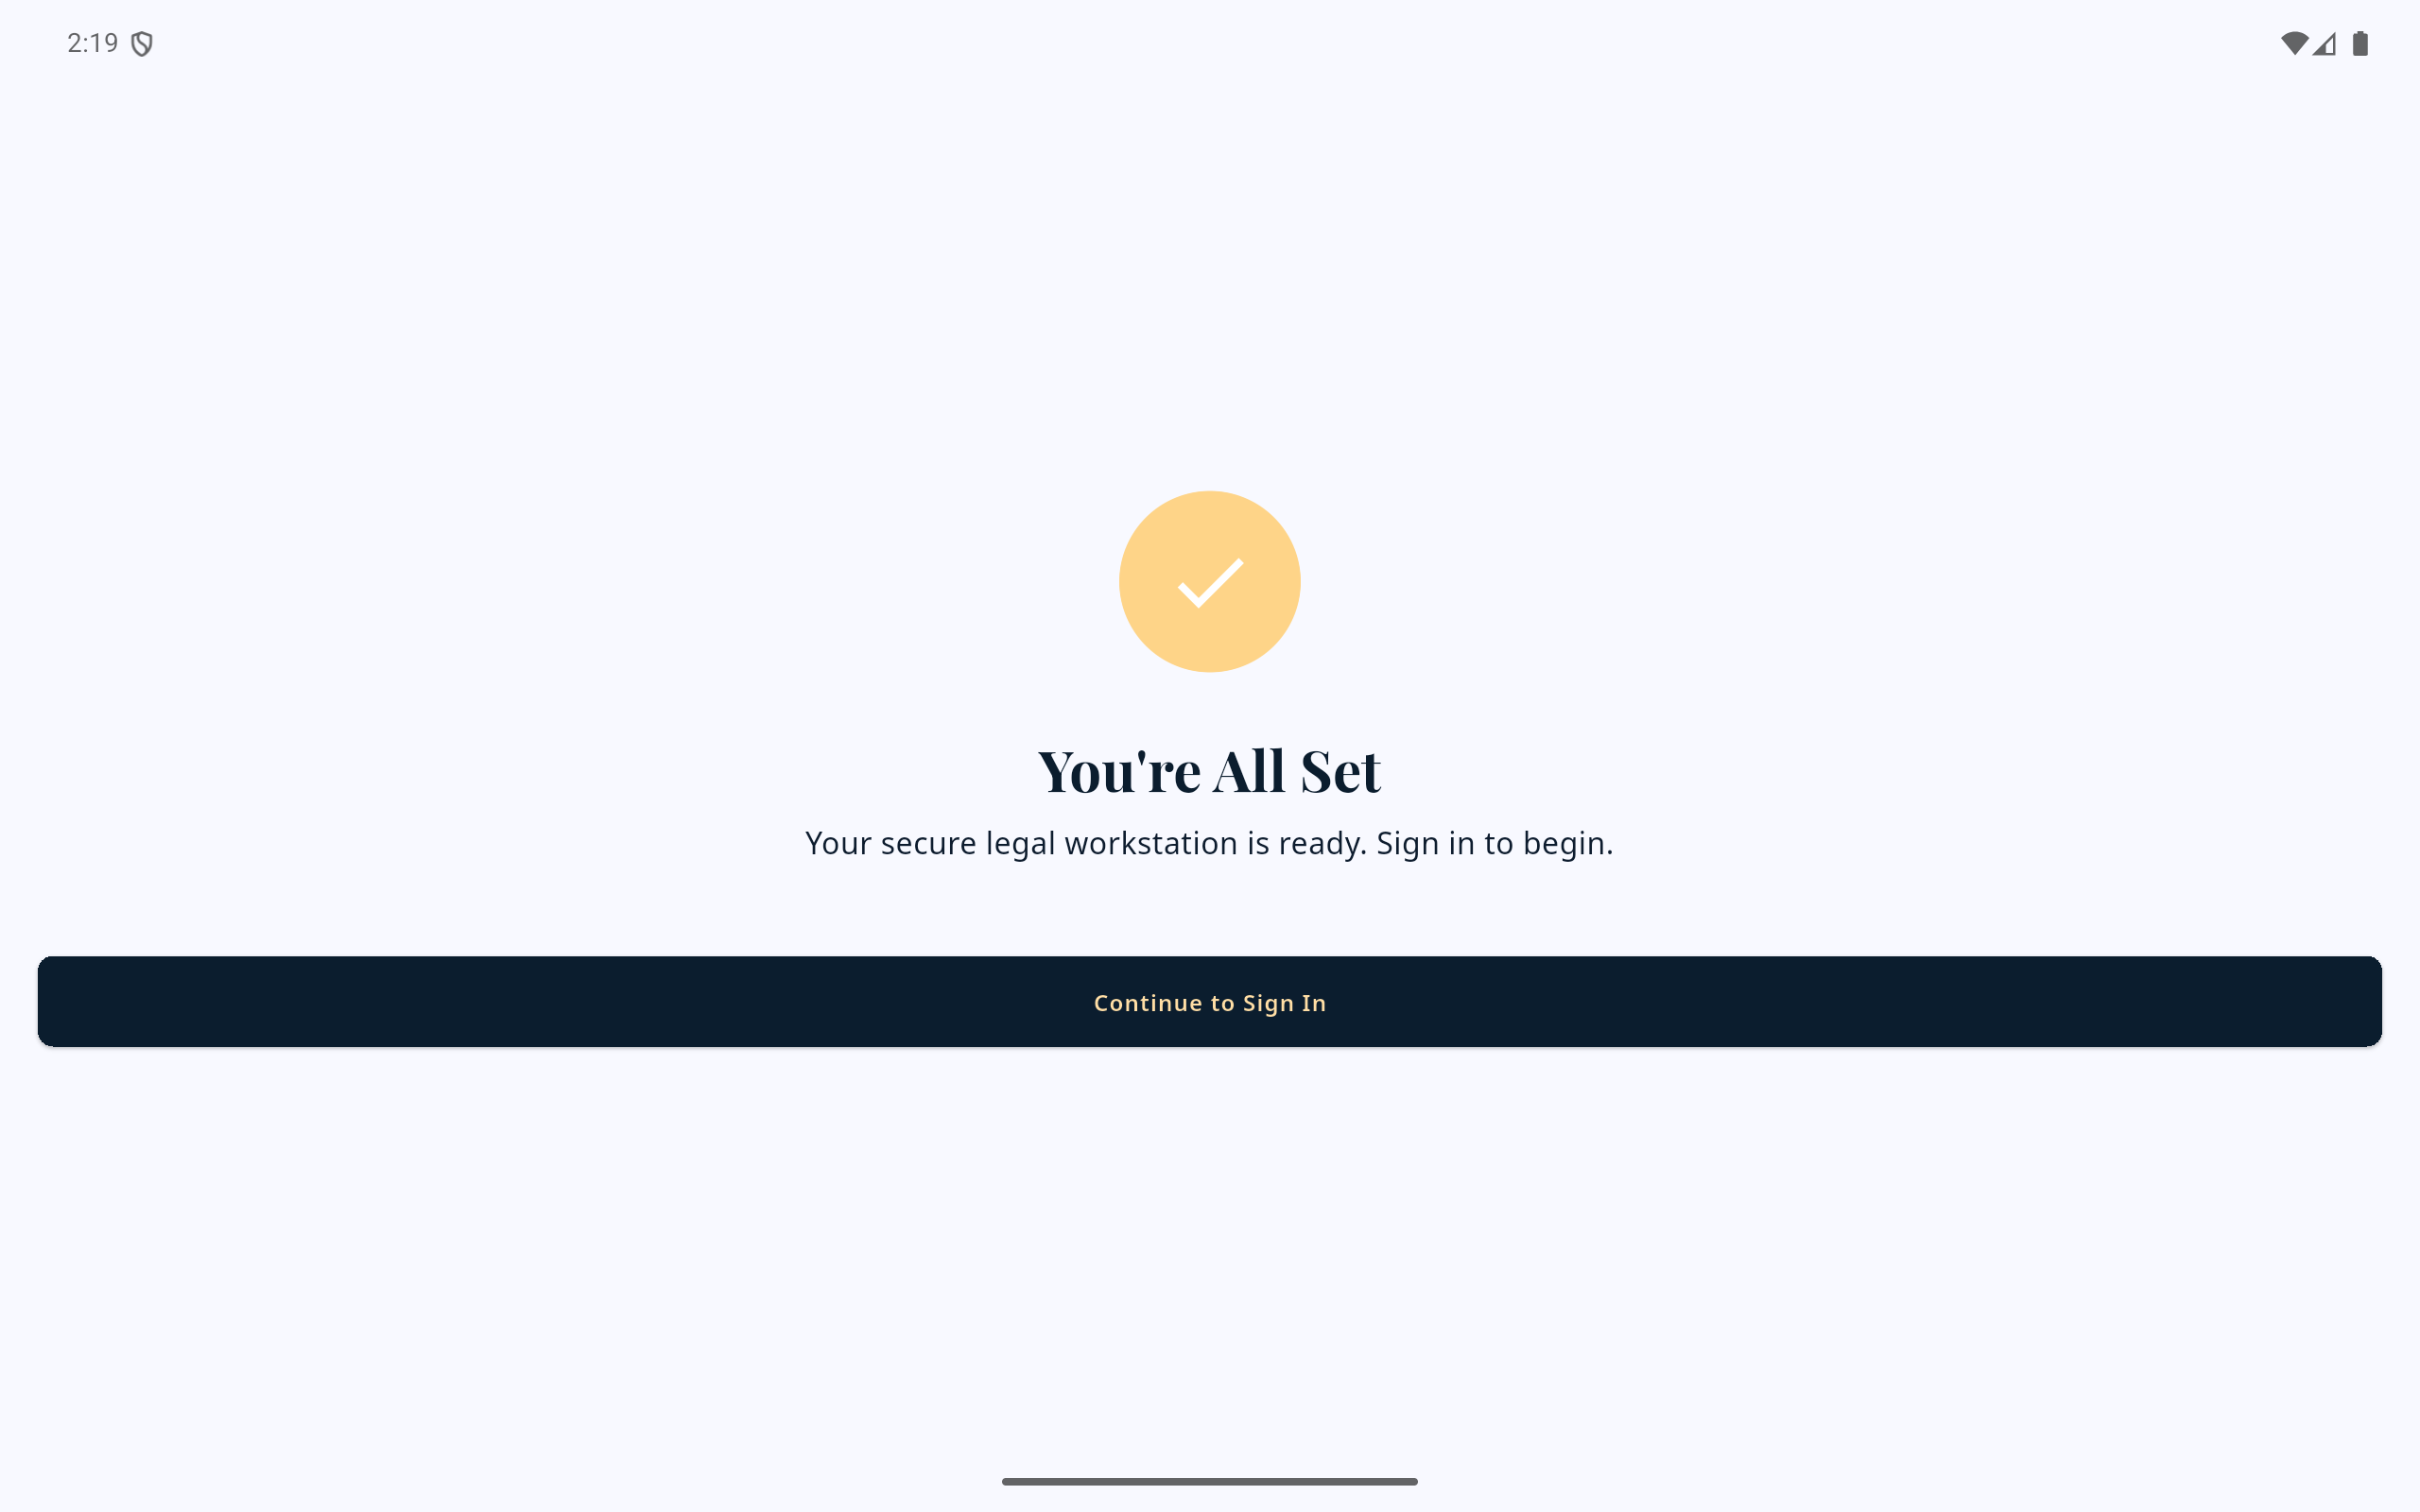 2:19
You're All Set
Your secure legal workstation is ready. Sign in to begin.
Continue to Sign In